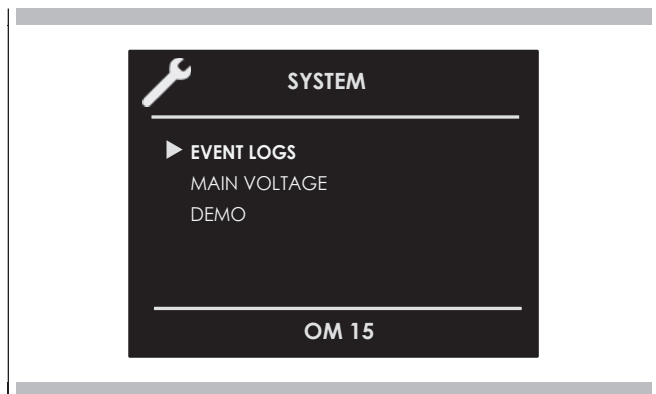 SYSTEM
EVENT LOGS
MAIN VOLTAGE
DEMO
OM 15